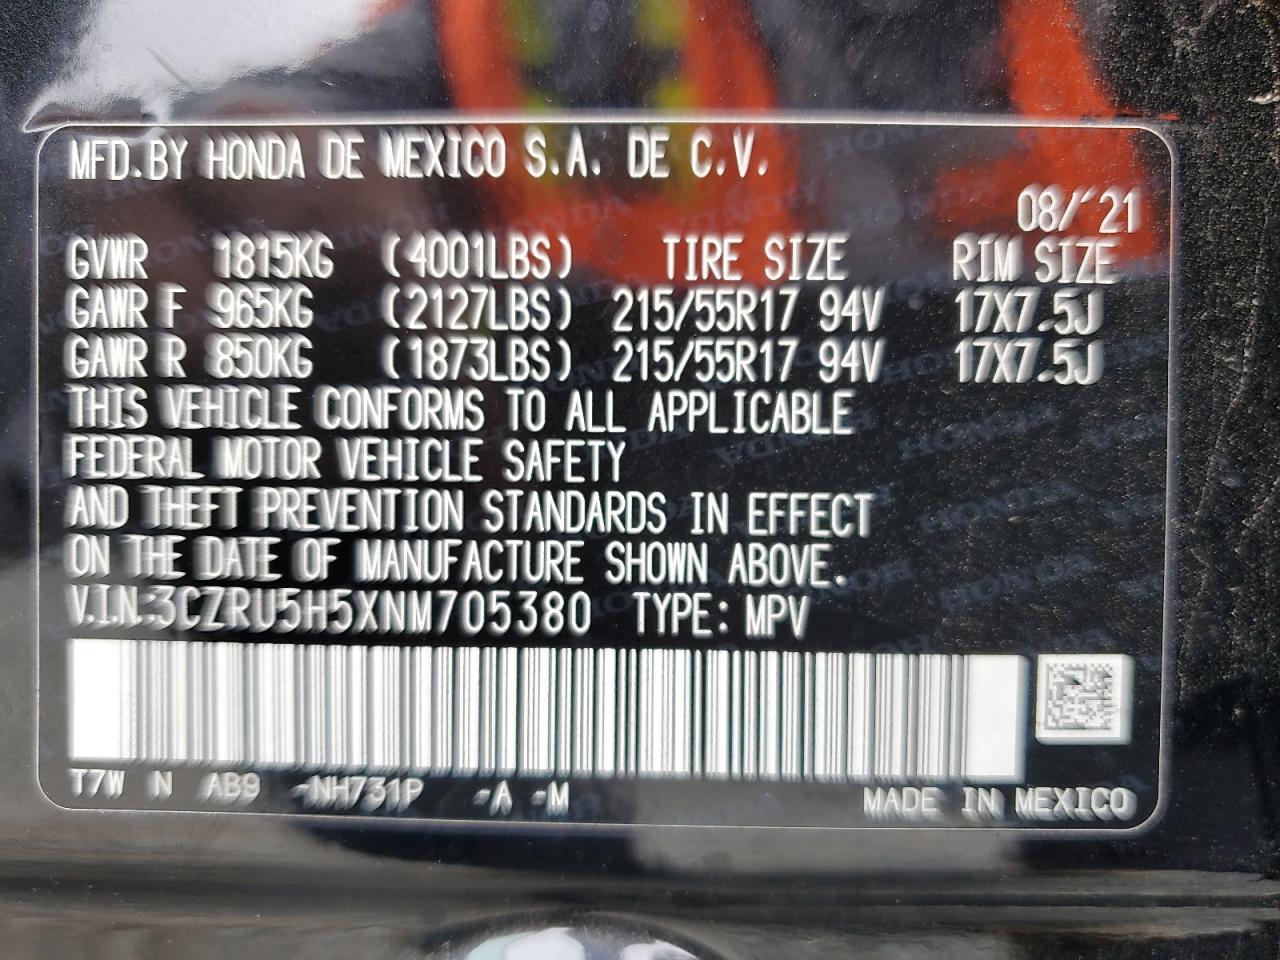 MFD.BY HONDA DE MEXICO S.A. DE C.V.
08/'21
GVWR 1815KG (4001LBS) TIRE SIZE RIM SIZE
GAWR F 965KG (2127LBS) 215/55R17 94V 17X7.5J
GAWR R 850KG (1873LBS) 215/55R17 94V 17X7.5J
THIS VEHICLE CONFORMS TO ALL APPLICABLE
FEDERAL MOTOR VEHICLE SAFETY
AND THEFT PREVENTION STANDARDS IN EFFECT
ON THE DATE OF MANUFACTURE SHOWN ABOVE.
V.I.N.:3CZRU5H5XNM705380 TYPE: MPV
T7W N AB9 -NH731P -A -M MADE IN MEXICO